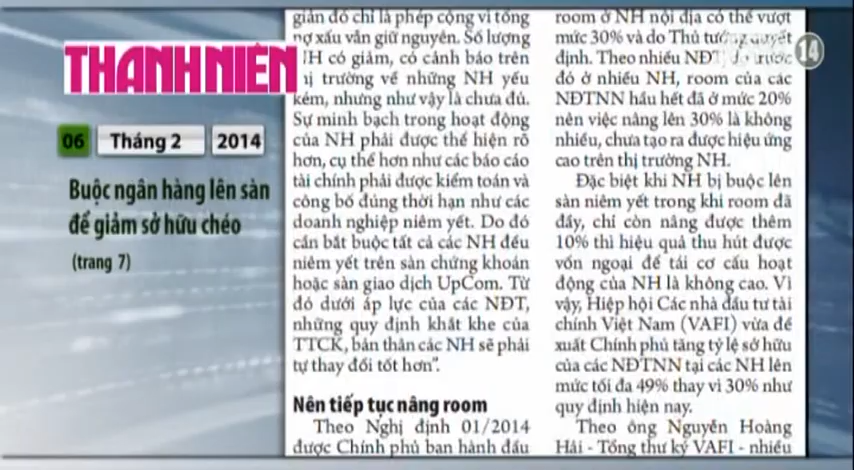 THANH NIÊN
06 Tháng 2 2014
Buộc ngân hàng lên sàn
để giảm sở hữu chéo
(trang 7)
giản đó chỉ là phép cộng vì tổng
nợ xấu vẫn giữ nguyên. Số lượng
NH có giảm, có cảnh báo trên
thị trường về những NH yếu
kém, nhưng như vậy là chưa đủ.
Sự minh bạch trong hoạt động
của NH phải được thể hiện rõ
hơn, cụ thể hơn như các báo cáo
tài chính phải được kiểm toán và
công bố đúng thời hạn như các
doanh nghiệp niêm yết. Do đó
cần bắt buộc tất cả các NH đều
niêm yết trên sàn chứng khoán
hoặc sàn giao dịch UpCom. Từ
đó dưới áp lực của các NĐT,
những quy định khắt khe của
TTCK, bản thân các NH sẽ phải
tự thay đổi tốt hơn".
Nên tiếp tục nâng room
Theo Nghị định 01/2014
được Chính phủ ban hành đầu
room ở NH nội địa có thể vượt
mức 30% và do Thủ tướng quyết
định. Theo nhiều NĐT trước
đó ở nhiều NH, room của các
NĐTNN hầu hết đã ở mức 20%
nên việc nâng lên 30% là không
nhiều, chưa tạo ra được hiệu ứng
cao trên thị trường NH.
Đặc biệt khi NH bị buộc lên
sàn niêm yết trong khi room đã
đầy, chỉ còn nâng được thêm
10% thì hiệu quả thu hút được
vốn ngoại để tái cơ cấu hoạt
động của NH là không cao. Vì
vậy, Hiệp hội Các nhà đầu tư tài
chính Việt Nam (VAFI) vừa đề
xuất Chính phủ tăng tỷ lệ sở hữu
của các NĐTNN tại các NH lên
mức tối đa 49% thay vì 30% như
quy định hiện nay.
Theo ông Nguyễn Hoàng
Hải - Tổng thư ký VAFI - nhiều
14